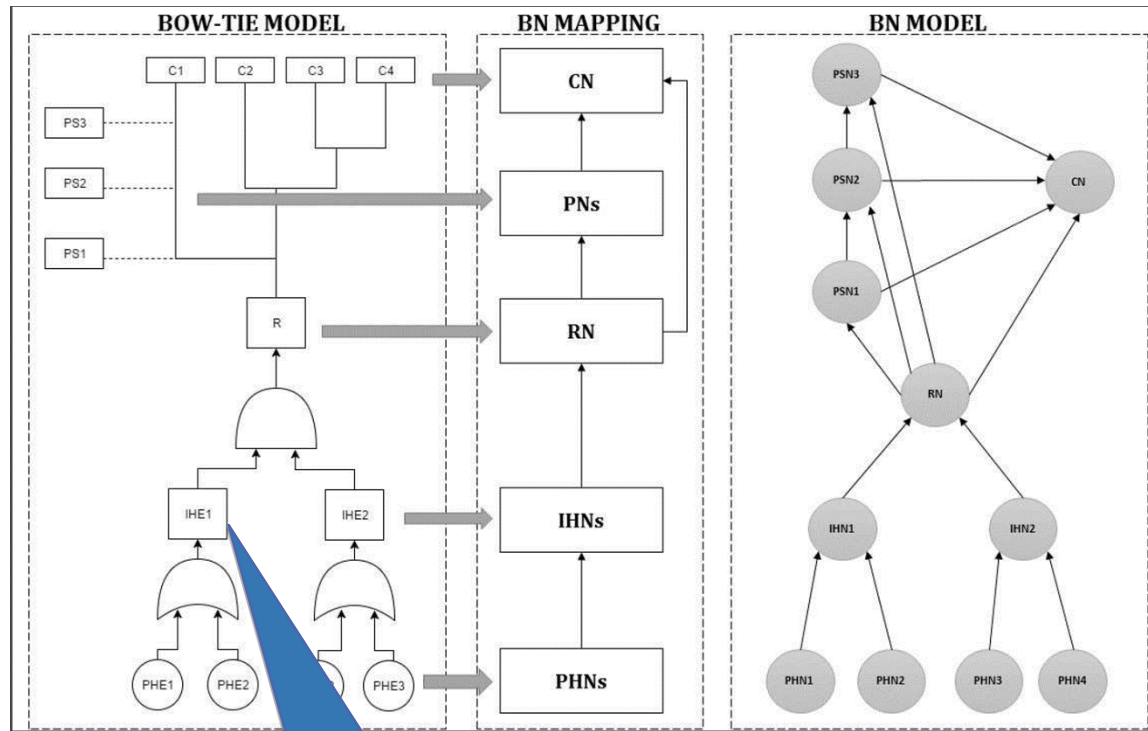 BOW-TIE MODEL
C1 C2 C3 C4
PS3
PS2
PS1
R
IHE1 IHE2
PHE1 PHE2 PHE3
BN MAPPING
CN
PNs
RN
IHNs
PHNs
BN MODEL
PSN3
PSN2
CN
PSN1
RN
IHN1 IHN2
PHN1 PHN2 PHN3 PHN4